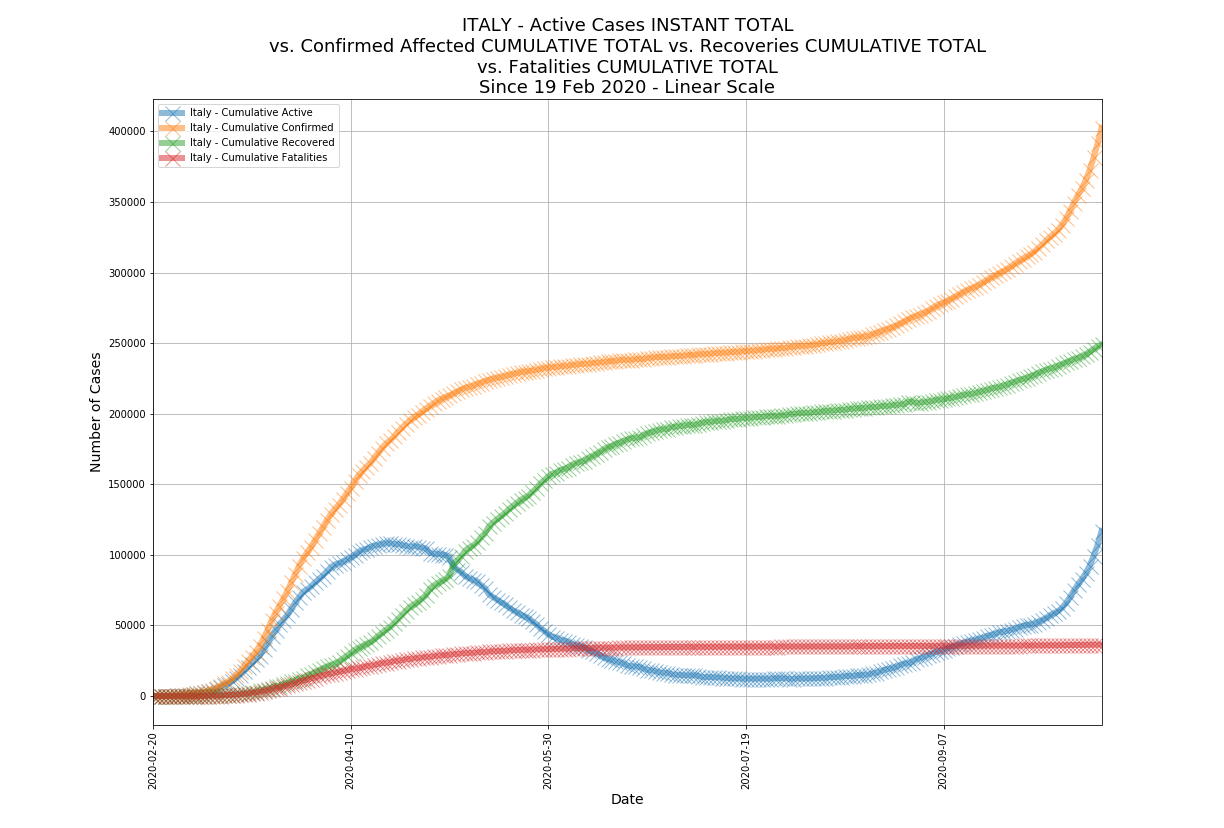 ITALY - Active Cases INSTANT TOTAL
vs. Confirmed Affected CUMULATIVE TOTAL vs. Recoveries CUMULATIVE TOTAL
vs. Fatalities CUMULATIVE TOTAL
Since 19 Feb 2020 - Linear Scale
Italy - Cumulative Active
Italy - Cumulative Confirmed
Italy - Cumulative Recovered
Italy - Cumulative Fatalities
Number of Cases
400000
350000
300000
250000
200000
150000
100000
50000
0
2020-02-20
2020-04-10
2020-05-30
2020-07-19
2020-09-07
Date